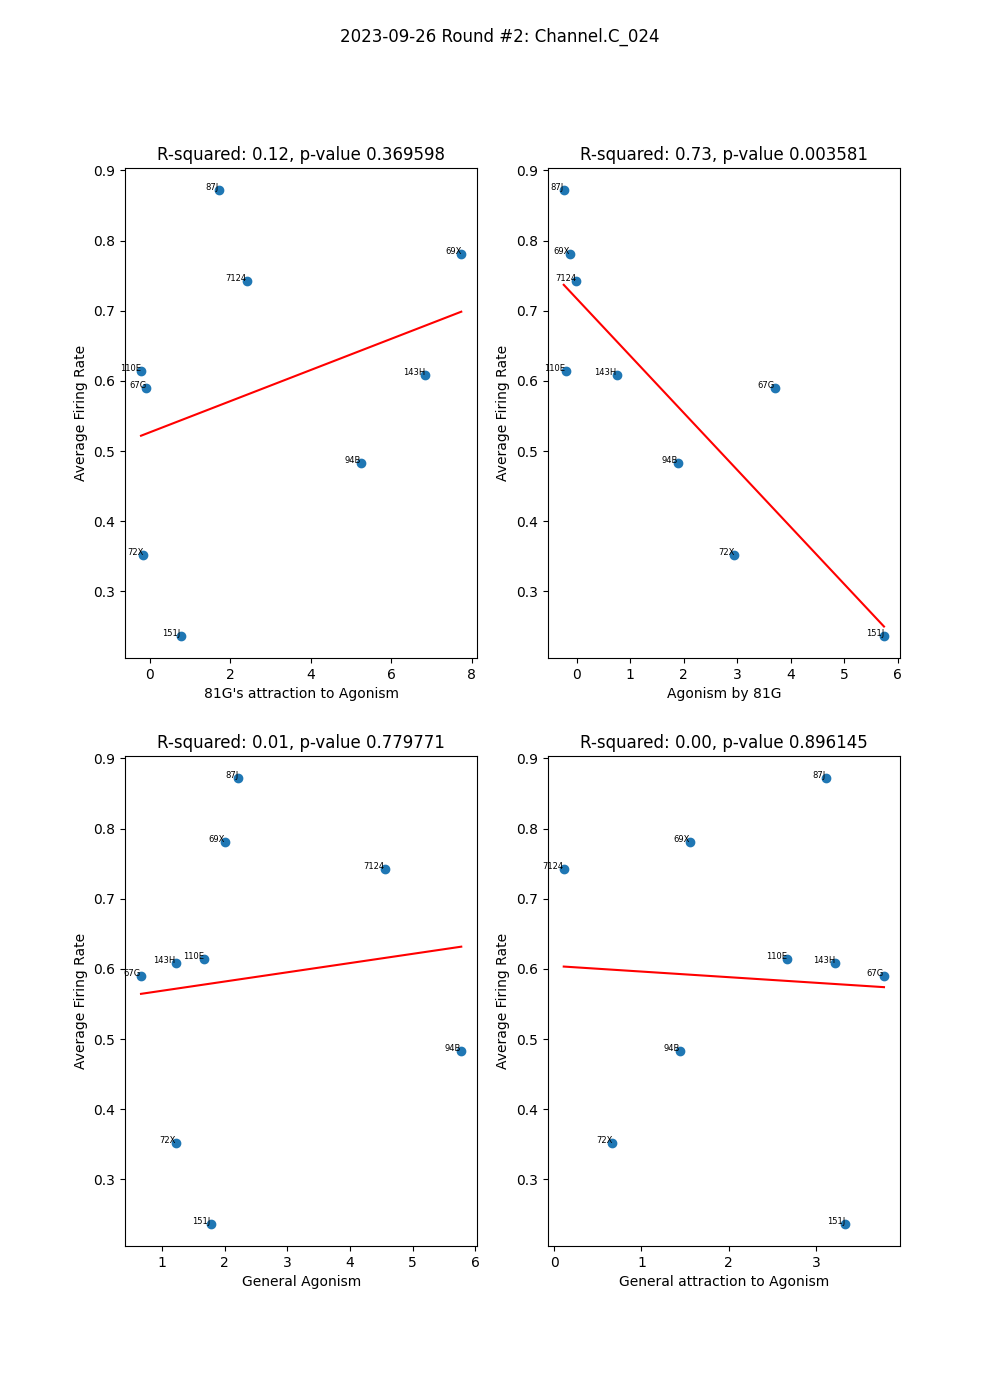 2023-09-26 Round #2: Channel.C_024
R-squared: 0.12, p-value 0.369598
0.9
0.8
0.7
0.6
0.5
0.4
0.3
Average Firing Rate
87J
69X
7124
110E
67G
143H
94B
72X
151J
0 2 4 6 8
81G's attraction to Agonism
R-squared: 0.73, p-value 0.003581
0.9
0.8
0.7
0.6
0.5
0.4
0.3
Average Firing Rate
87J
69X
7124
110E
143H
67G
94B
72X
151J
0 1 2 3 4 5 6
Agonism by 81G
R-squared: 0.01, p-value 0.779771
0.9
0.8
0.7
0.6
0.5
0.4
0.3
Average Firing Rate
87J
69X
7124
110E
143H
67G
94B
72X
151J
1 2 3 4 5 6
General Agonism
R-squared: 0.00, p-value 0.896145
0.9
0.8
0.7
0.6
0.5
0.4
0.3
Average Firing Rate
87J
69X
7124
110E
143H
67G
94B
72X
151J
0 1 2 3
General attraction to Agonism